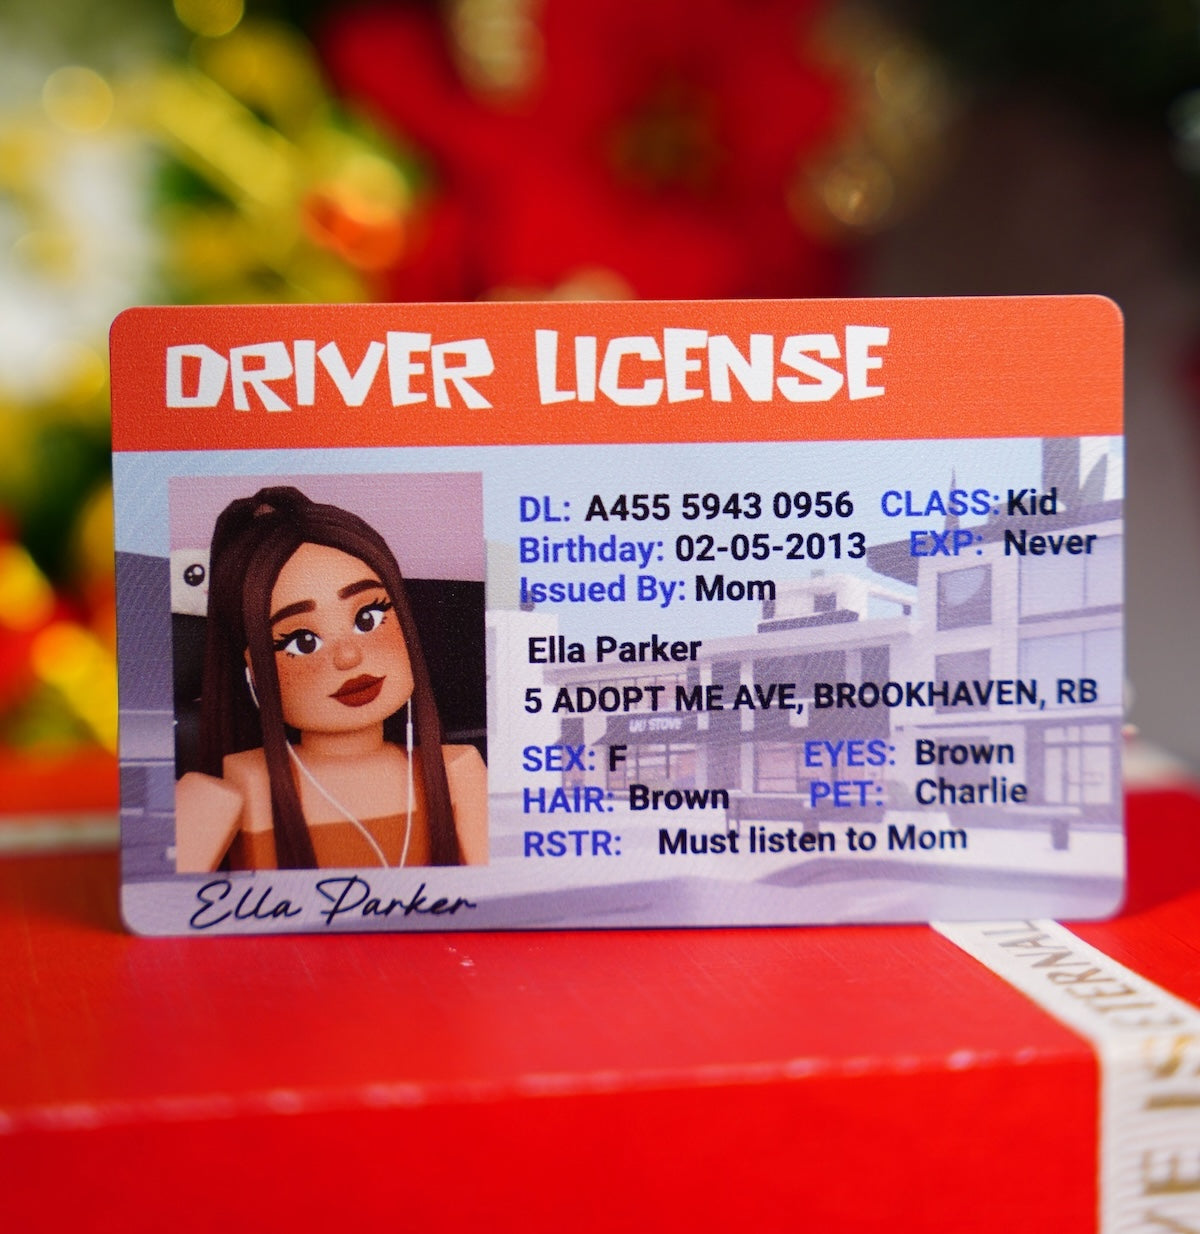 DRIVER LICENSE
DL: A455 5943 0956 CLASS: Kid
Birthday: 02-05-2013 EXP: Never
Issued By: Mom
Ella Parker
5 ADOPT ME AVE, BROOKHAVEN, RB
SEX: F EYES: Brown
HAIR: Brown PET: Charlie
RSTR: Must listen to Mom
Ella Parker